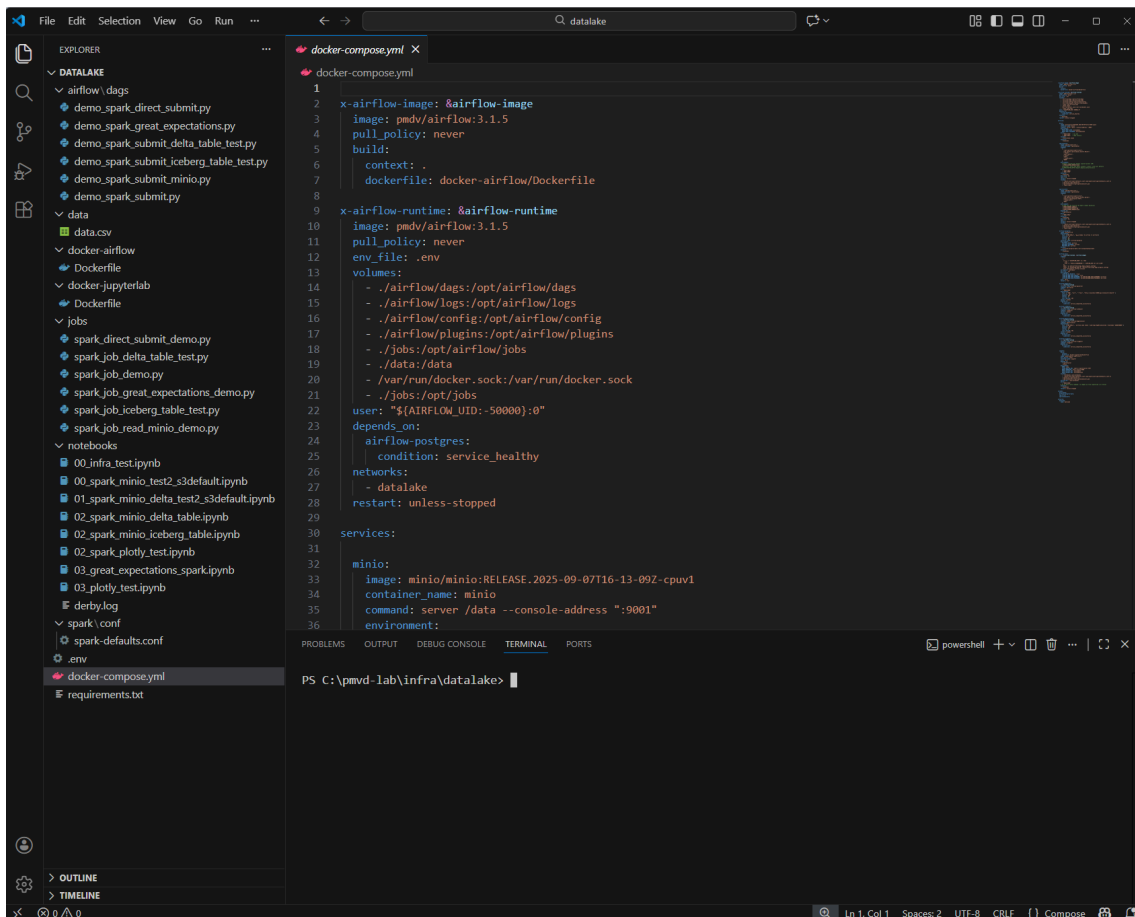 File Edit Selection View Go Run ···
datalake
EXPLORER
DATALAKE
airflow \ dags
demo_spark_direct_submit.py
demo_spark_great_expectations.py
demo_spark_submit_delta_table_test.py
demo_spark_submit_iceberg_table_test.py
demo_spark_submit_minio.py
demo_spark_submit.py
data
data.csv
docker-airflow
Dockerfile
docker-jupyterlab
Dockerfile
jobs
spark_direct_submit_demo.py
spark_job_delta_table_test.py
spark_job_demo.py
spark_job_great_expectations_demo.py
spark_job_iceberg_table_test.py
spark_job_read_minio_demo.py
notebooks
00_infra_test.ipynb
00_spark_minio_test2_s3default.ipynb
01_spark_minio_delta_test2_s3default.ipynb
02_spark_minio_delta_table.ipynb
02_spark_minio_iceberg_table.ipynb
02_spark_plotly_test.ipynb
03_great_expectations_spark.ipynb
03_plotly_test.ipynb
derby.log
spark \ conf
spark-defaults.conf
.env
docker-compose.yml
requirements.txt
OUTLINE
TIMELINE
docker-compose.yml
docker-compose.yml
1
2 x-airflow-image: &airflow-image
3 image: pmdv/airflow:3.1.5
4 pull_policy: never
5 build:
6 context: .
7 dockerfile: docker-airflow/Dockerfile
8
9 x-airflow-runtime: &airflow-runtime
10 image: pmdv/airflow:3.1.5
11 pull_policy: never
12 env_file: .env
13 volumes:
14 - ./airflow/dags:/opt/airflow/dags
15 - ./airflow/logs:/opt/airflow/logs
16 - ./airflow/config:/opt/airflow/config
17 - ./airflow/plugins:/opt/airflow/plugins
18 - ./jobs:/opt/airflow/jobs
19 - ./data:/data
20 - /var/run/docker.sock:/var/run/docker.sock
21 - ./jobs:/opt/jobs
22 user: "${AIRFLOW_UID:-50000}:0"
23 depends_on:
24 airflow-postgres:
25 condition: service_healthy
26 networks:
27 - datalake
28 restart: unless-stopped
29
30 services:
31
32 minio:
33 image: minio/minio:RELEASE.2025-09-07T16-13-09Z-cpuv1
34 container_name: minio
35 command: server /data --console-address ":9001"
36 environment:
PROBLEMS OUTPUT DEBUG CONSOLE TERMINAL PORTS
powershell
PS C:\pmvd-lab\infra\datalake>
0 0
Ln 1, Col 1 Spaces: 2 UTF-8 CRLF {} Compose